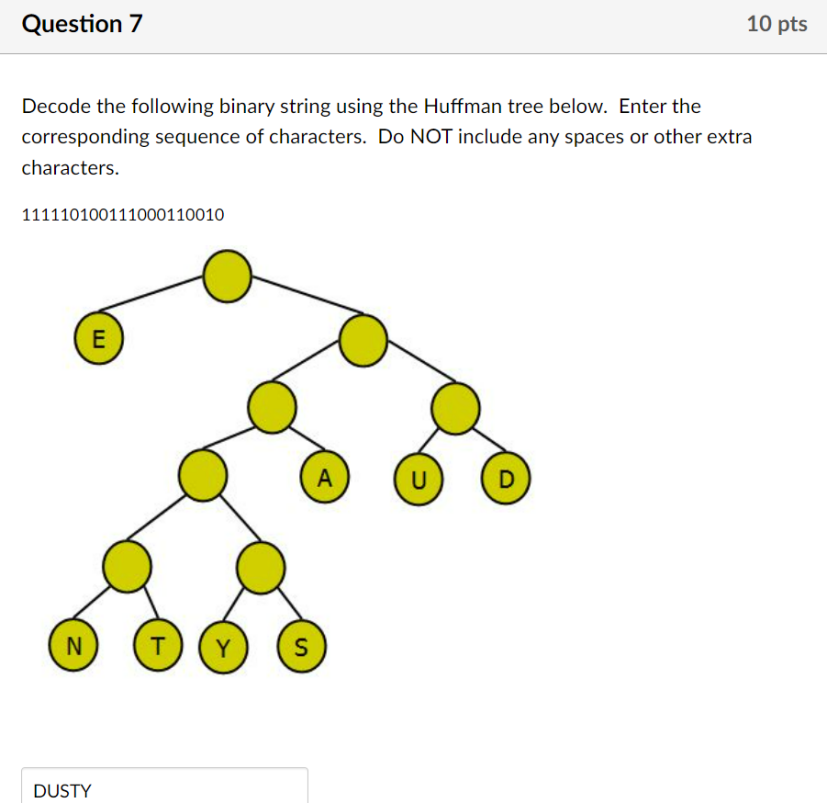 Question 7
10 pts
Decode the following binary string using the Huffman tree below.  Enter the
corresponding sequence of characters.  Do NOT include any spaces or other extra
characters.
111110100111000110010
E
A
U
D
N
T
Y
S
DUSTY